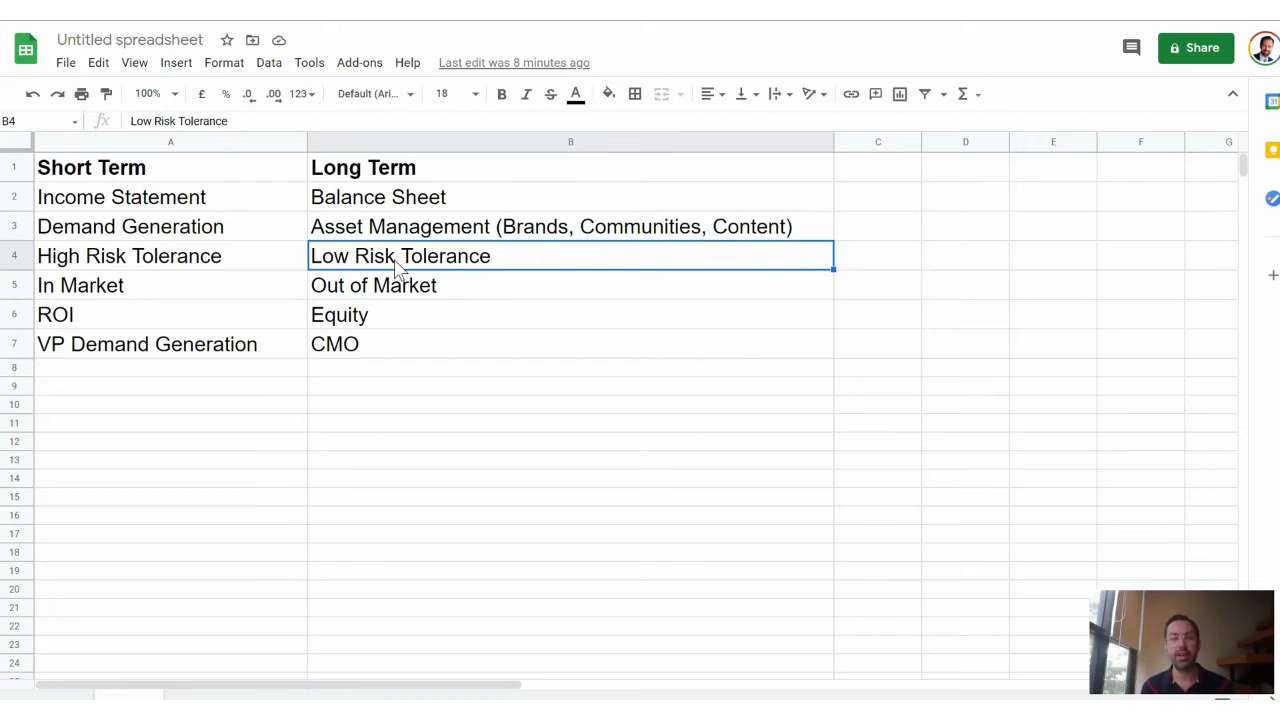 Untitled spreadsheet
File Edit View Insert Format Data Tools Add-ons Help Last edit was 8 minutes ago
Share
100% £ % .0 .00 123 Default (Ari... 18 B I S A Σ
B4 fx Low Risk Tolerance
A B C D E F G
1 Short Term Long Term
2 Income Statement Balance Sheet
3 Demand Generation Asset Management (Brands, Communities, Content)
4 High Risk Tolerance Low Risk Tolerance
5 In Market Out of Market
6 ROI Equity
7 VP Demand Generation CMO
8
9
10
11
12
13
14
15
16
17
18
19
20
21
22
23
24